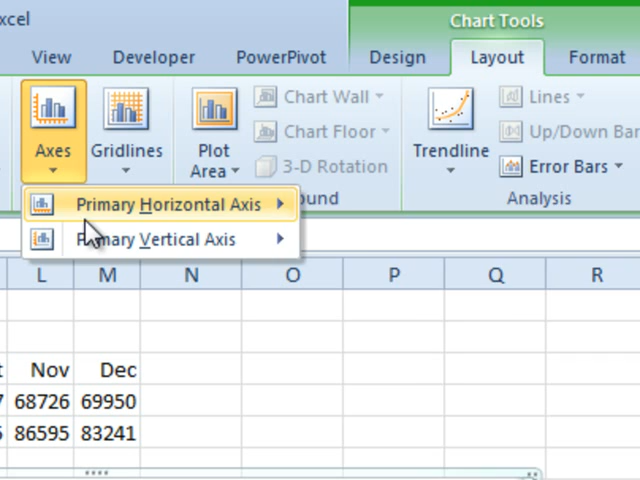 xcel
Chart Tools
View Developer PowerPivot Design Layout Format
Axes Gridlines Plot Area Chart Wall Chart Floor 3-D Rotation Trendline Lines Up/Down Bar Error Bars
ound Analysis
Primary Horizontal Axis
Primary Vertical Axis
L M N O P Q R
t Nov Dec
7 68726 69950
5 86595 83241